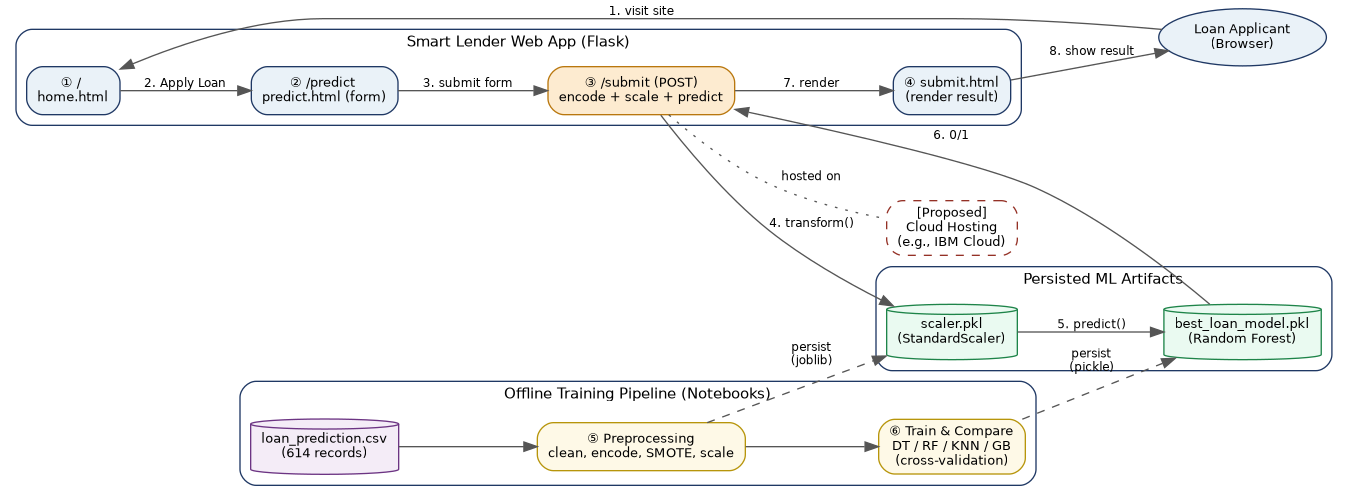 1. visit site
Loan Applicant
(Browser)
Smart Lender Web App (Flask)
8. show result
① /
home.html
2. Apply Loan
② /predict
predict.html (form)
3. submit form
③ /submit (POST)
encode + scale + predict
7. render
④ submit.html
(render result)
6. 0/1
hosted on
4. transform()
[Proposed]
Cloud Hosting
(e.g., IBM Cloud)
Persisted ML Artifacts
scaler.pkl
(StandardScaler)
5. predict()
best_loan_model.pkl
(Random Forest)
persist
(joblib)
persist
(pickle)
Offline Training Pipeline (Notebooks)
loan_prediction.csv
(614 records)
⑤ Preprocessing
clean, encode, SMOTE, scale
⑥ Train & Compare
DT / RF / KNN / GB
(cross-validation)